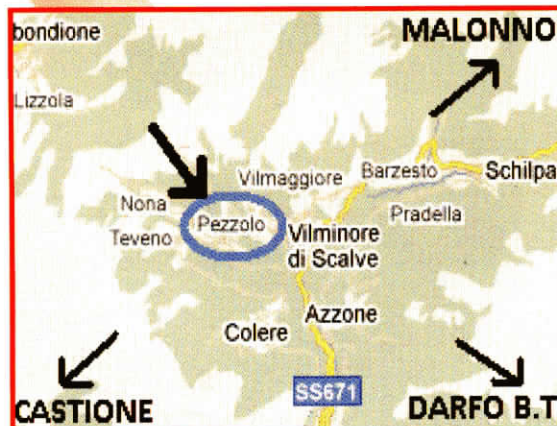 bondione
MALONNO
Lizzola
Vilmaggiore
Barzesto
Schilpa
Nona
Pezzolo
Pradella
Teveno
Vilminore
di Scalve
Azzone
Colere
SS671
CASTIONE
DARFO B.T